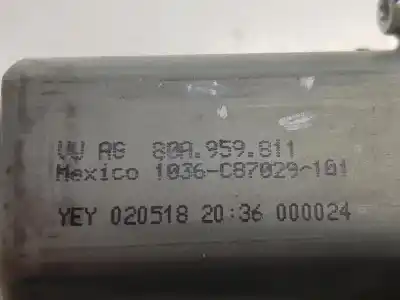 VW AG 80A.959.811
Mexico 1036-C87029-101
YEY 020518 20:36 000024